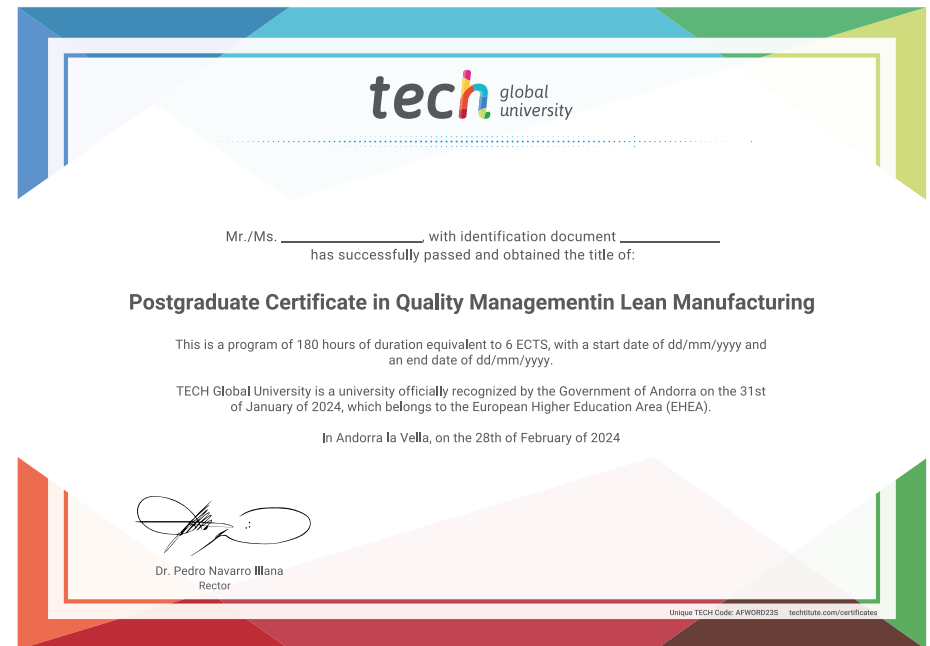 tech global
university
Mr./Ms. ____________, with identification document ____________
has successfully passed and obtained the title of:
Postgraduate Certificate in Quality Managementin Lean Manufacturing
This is a program of 180 hours of duration equivalent to 6 ECTS, with a start date of dd/mm/yyyy and
an end date of dd/mm/yyyy.
TECH Global University is a university officially recognized by the Government of Andorra on the 31st
of January of 2024, which belongs to the European Higher Education Area (EHEA).
In Andorra la Vella, on the 28th of February of 2024
Dr. Pedro Navarro Illana
Rector
Unique TECH Code: AFWORD23S techtitute.com/certificates